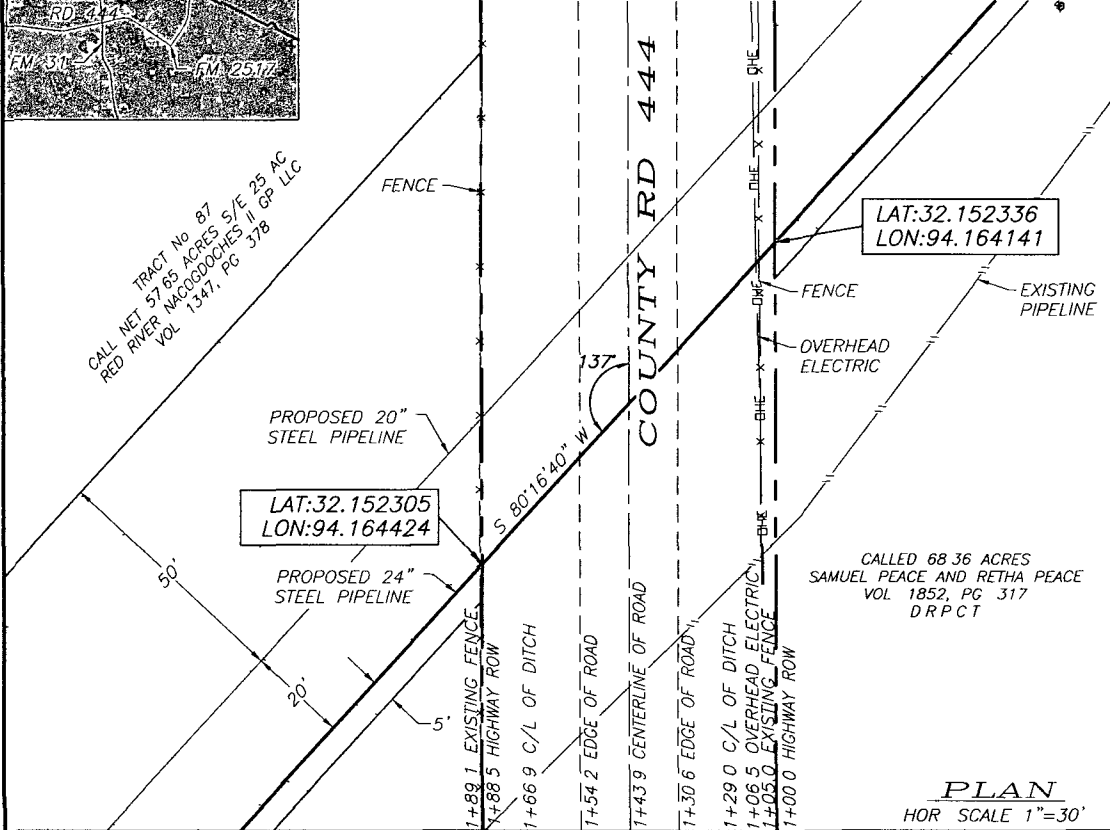 RD 444
FM 31
FM 2517
TRACT No 87
CALL NET 57 65 ACRES S/E 25 AC
RED RIVER NACOGDOCHES II GP LLC
VOL 1347, PG 378
FENCE
COUNTY RD 444
OHE
OHE
OHE
OHE
OHE
OHE
LAT:32.152336
LON:94.164141
FENCE
EXISTING
PIPELINE
OVERHEAD
ELECTRIC
137°
PROPOSED 20"
STEEL PIPELINE
S 80°16'40" W
LAT:32.152305
LON:94.164424
PROPOSED 24"
STEEL PIPELINE
50'
20'
5'
CALLED 68 36 ACRES
SAMUEL PEACE AND RETHA PEACE
VOL 1852, PG 317
D R P C T
1+89 1 EXISTING FENCE
1+88 5 HIGHWAY ROW
1+66 9 C/L OF DITCH
1+54 2 EDGE OF ROAD
1+43 9 CENTERLINE OF ROAD
1+30 6 EDGE OF ROAD
1+29 0 C/L OF DITCH
1+06 5 OVERHEAD ELECTRIC
1+05.0 EXISTING FENCE
1+00 0 HIGHWAY ROW
PLAN
HOR SCALE 1"=30'